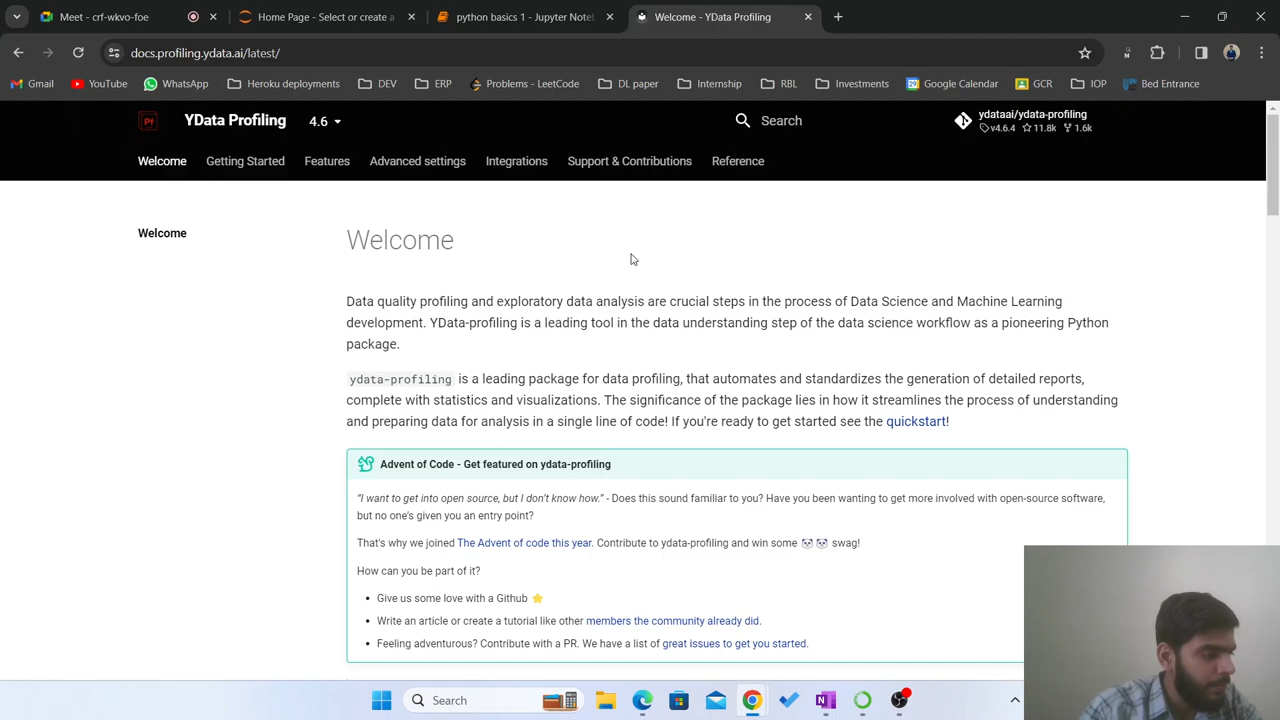 Meet - crf-wkvo-foe
Home Page - Select or create a
python basics 1 - Jupyter Noteb
Welcome - YData Profiling
docs.profiling.ydata.ai/latest/
Gmail YouTube WhatsApp Heroku deployments DEV ERP Problems - LeetCode DL paper Internship RBL Investments Google Calendar GCR IOP Bed Entrance
YData Profiling 4.6
Search
ydataai/ydata-profiling
v4.6.4 11.8k 1.6k
Welcome Getting Started Features Advanced settings Integrations Support & Contributions Reference
Welcome
Welcome
Data quality profiling and exploratory data analysis are crucial steps in the process of Data Science and Machine Learning
development. YData-profiling is a leading tool in the data understanding step of the data science workflow as a pioneering Python
package.
ydata-profiling is a leading package for data profiling, that automates and standardizes the generation of detailed reports,
complete with statistics and visualizations. The significance of the package lies in how it streamlines the process of understanding
and preparing data for analysis in a single line of code! If you're ready to get started see the quickstart!
Advent of Code - Get featured on ydata-profiling
“I want to get into open source, but I don't know how.” - Does this sound familiar to you? Have you been wanting to get more involved with open-source software,
but no one's given you an entry point?
That's why we joined The Advent of code this year. Contribute to ydata-profiling and win some 🐼 🐼 swag!
How can you be part of it?
• Give us some love with a Github ⭐
• Write an article or create a tutorial like other members the community already did.
• Feeling adventurous? Contribute with a PR. We have a list of great issues to get you started.
Search